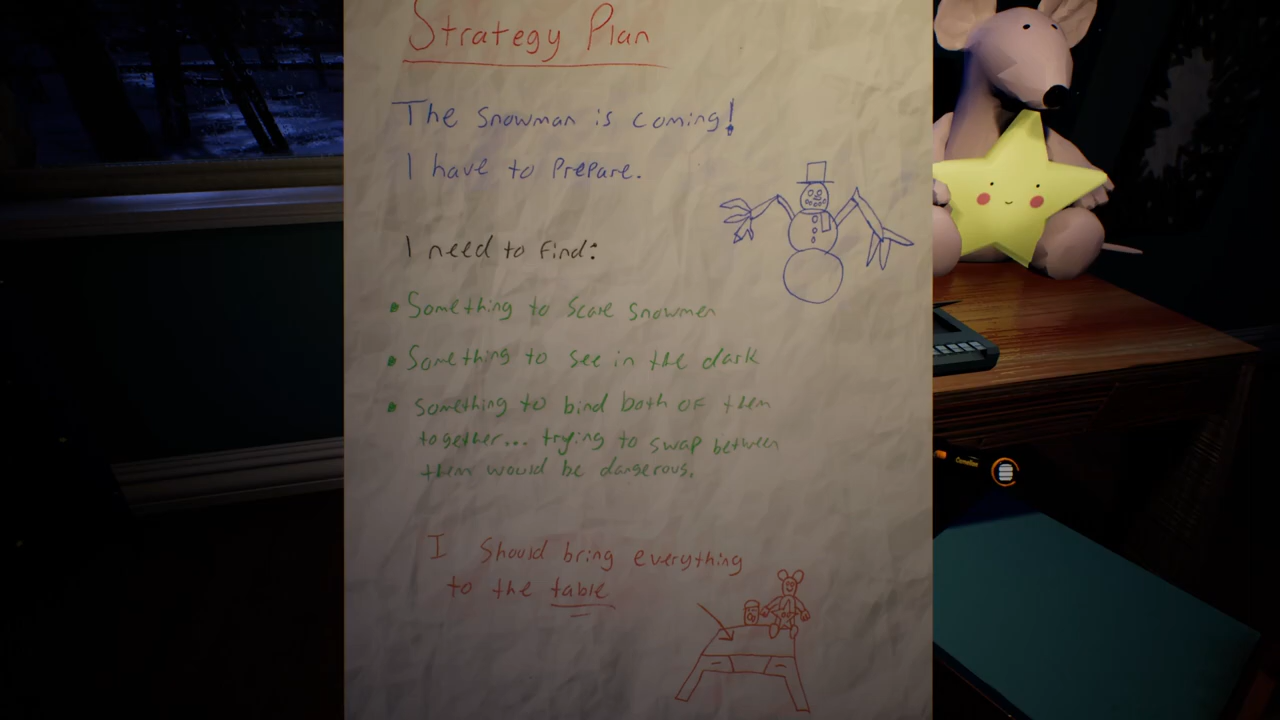 Strategy Plan
The snowman is coming!
I have to Prepare.
I need to find:
• Something to scare snowmen
• Something to see in the dark
• Something to bind both of them
together... trying to swap between
them would be dangerous.
I should bring everything
to the table